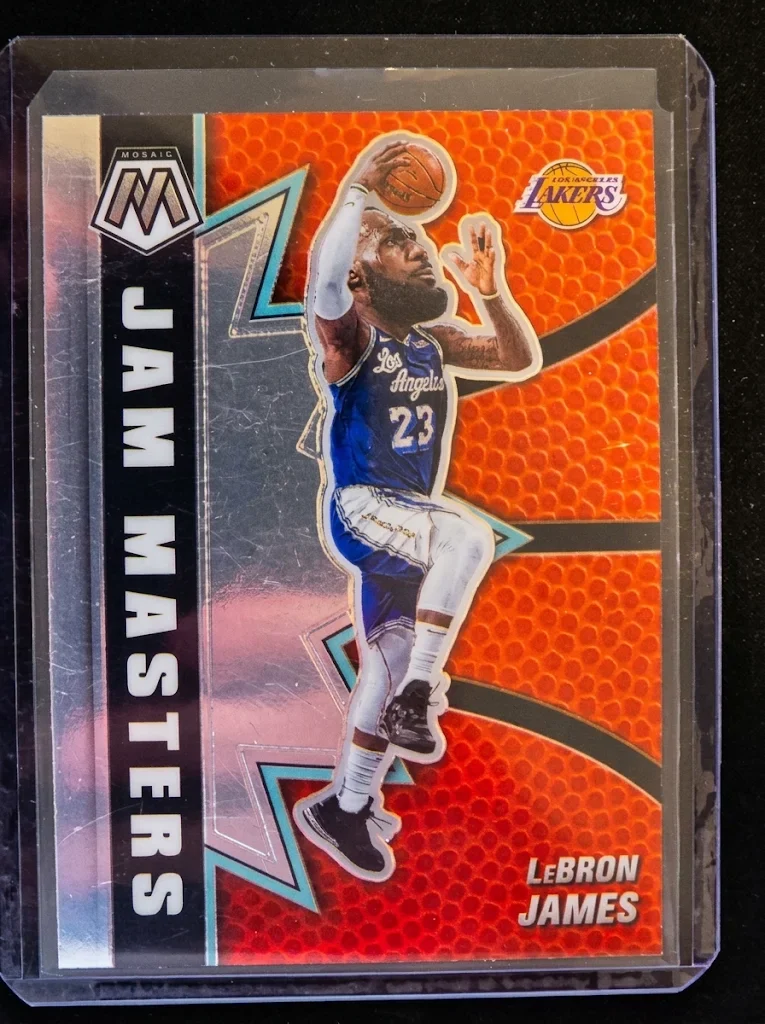 MOSAIC
JAM MASTERS
LOS ANGELES
LAKERS
Los
Angeles
23
LEBRON
JAMES